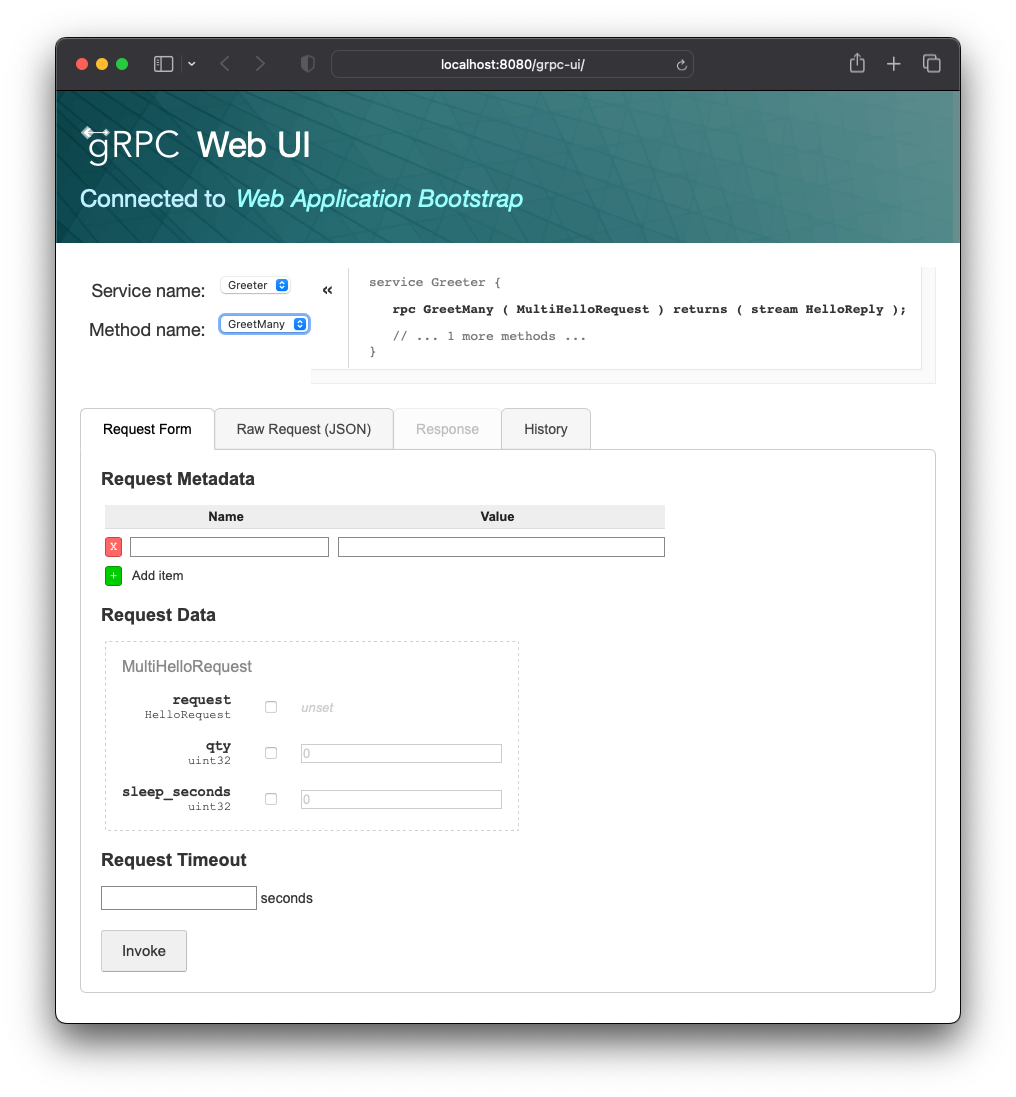 localhost:8080/grpc-ui/
gRPC Web UI
Connected to Web Application Bootstrap
Service name: Greeter
Method name: GreetMany
«
service Greeter {
rpc GreetMany ( MultiHelloRequest ) returns ( stream HelloReply );
// ... 1 more methods ...
}
Request Form Raw Request (JSON) Response History
Request Metadata
Name Value
X
+ Add item
Request Data
MultiHelloRequest
request unset
HelloRequest
qty 0
uint32
sleep_seconds 0
uint32
Request Timeout
seconds
Invoke